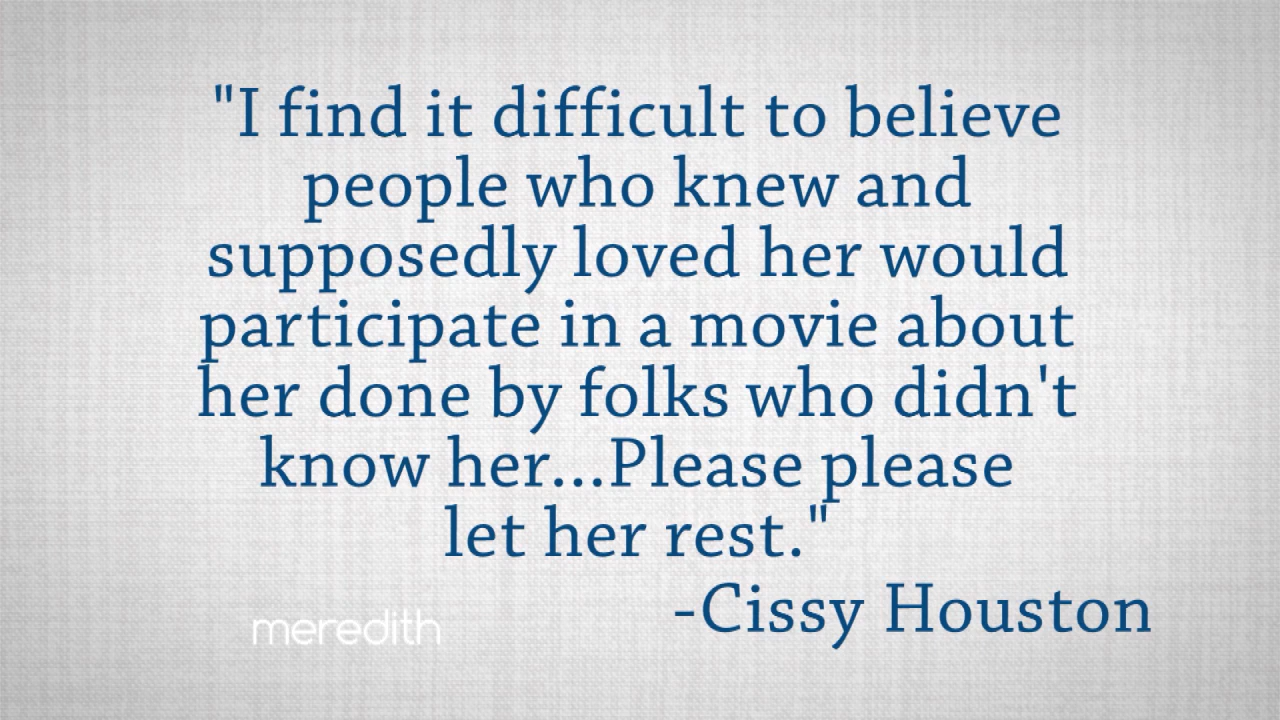 "I find it difficult to believe
people who knew and
supposedly loved her would
participate in a movie about
her done by folks who didn't
know her...Please please
let her rest."
-Cissy Houston
meredith